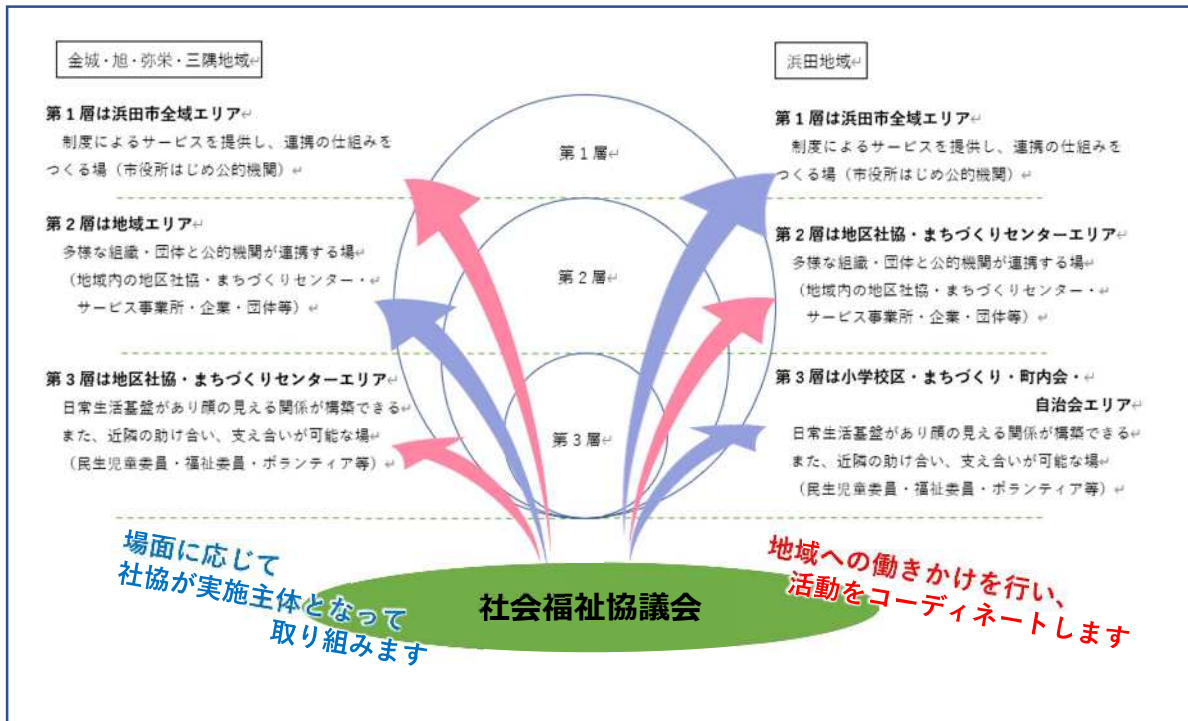 金城・旭・弥栄・三隅地域↵
第1層は浜田市全域エリア↵
制度によるサービスを提供し、連携の仕組みを
つくる場（市役所はじめ公的機関）↵
第2層は地域エリア↵
多様な組織・団体と公的機関が連携する場↵
（地域内の地区社協・まちづくりセンター・↵
サービス事業所・企業・団体等）↵
第3層は地区社協・まちづくりセンターエリア↵
日常生活基盤があり顔の見える関係が構築できる↵
また、近隣の助け合い、支え合いが可能な場↵
（民生児童委員・福祉委員・ボランティア等）↵
第1層↵
第2層↵
第3層↵
浜田地域↵
第1層は浜田市全域エリア↵
制度によるサービスを提供し、連携の仕組みを
つくる場（市役所はじめ公的機関）↵
第2層は地区社協・まちづくりセンターエリア↵
多様な組織・団体と公的機関が連携する場↵
（地域内の地区社協・まちづくりセンター・↵
サービス事業所・企業・団体等）↵
第3層は小学校区・まちづくり・町内会・↵
自治会エリア↵
日常生活基盤があり顔の見える関係が構築できる↵
また、近隣の助け合い、支え合いが可能な場↵
（民生児童委員・福祉委員・ボランティア等）↵
場面に応じて
社協が実施主体となって
取り組みます
社会福祉協議会
地域への働きかけを行い、
活動をコーディネートします